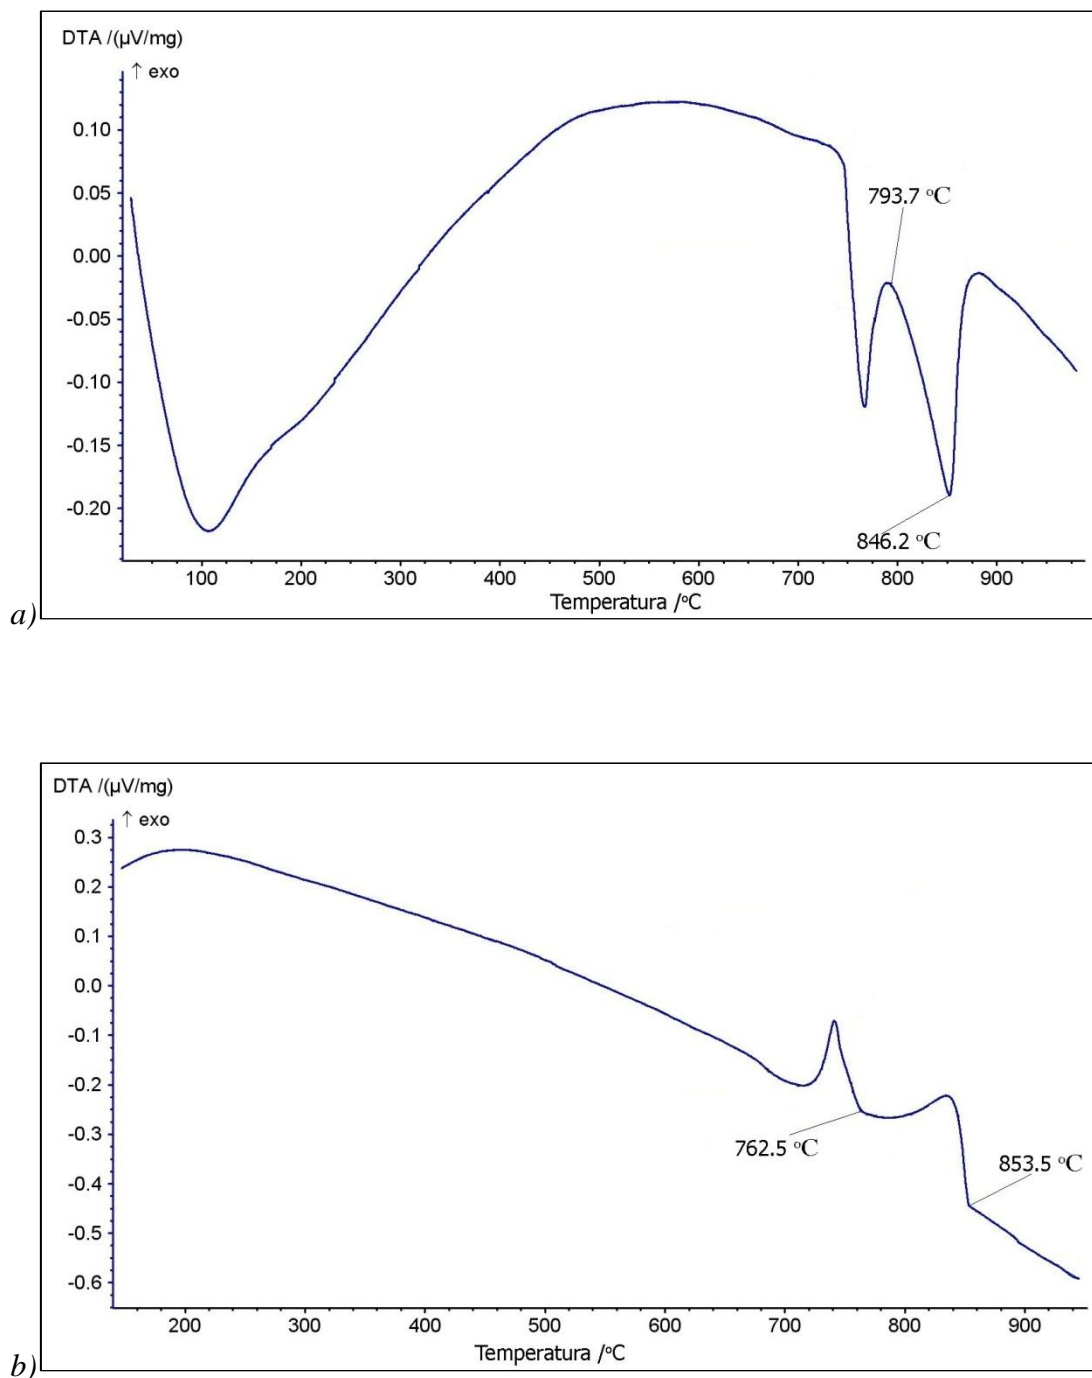 DTA /(µV/mg)
↑ exo
0.10
0.05
0.00
-0.05
-0.10
-0.15
-0.20
793.7 °C
846.2 °C
100 200 300 400 500 600 700 800 900
Temperatura /°C
a)
DTA /(µV/mg)
↑ exo
0.3
0.2
0.1
0.0
-0.1
-0.2
-0.3
-0.4
-0.5
-0.6
762.5 °C
853.5 °C
200 300 400 500 600 700 800 900
Temperatura /°C
b)